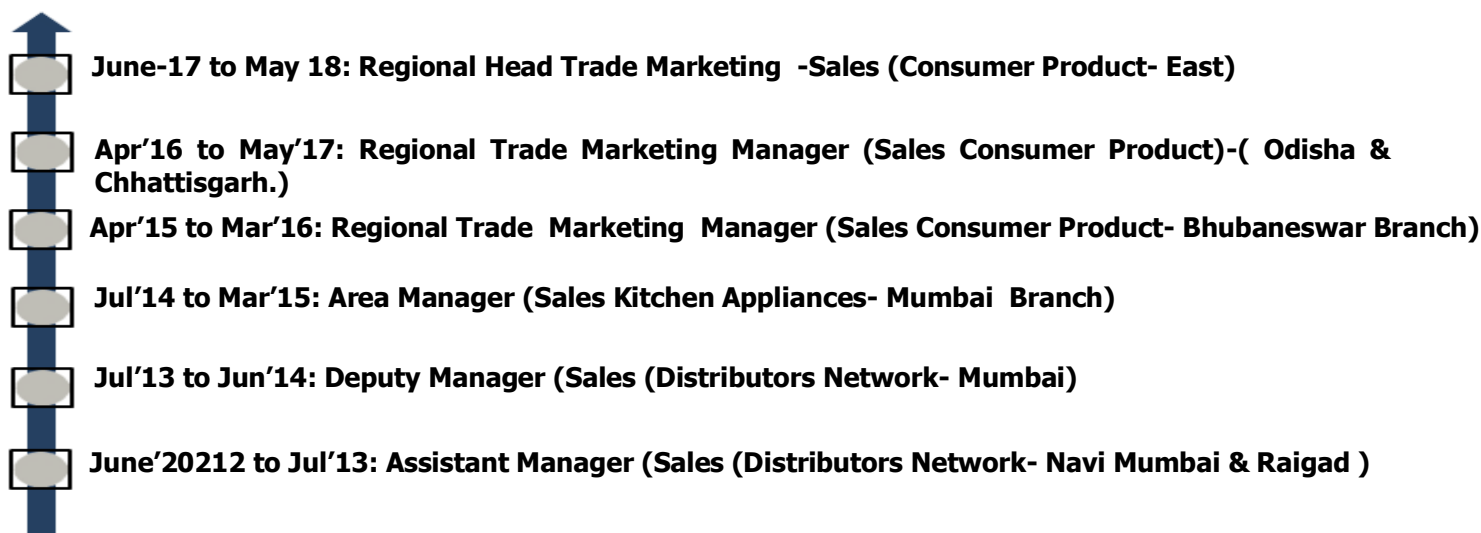 June-17 to May 18: Regional Head Trade Marketing -Sales (Consumer Product- East)
Apr’16 to May’17: Regional Trade Marketing Manager (Sales Consumer Product)-( Odisha &
Chhattisgarh.)
Apr’15 to Mar’16: Regional Trade Marketing Manager (Sales Consumer Product- Bhubaneswar Branch)
Jul’14 to Mar’15: Area Manager (Sales Kitchen Appliances- Mumbai Branch)
Jul’13 to Jun’14: Deputy Manager (Sales (Distributors Network- Mumbai)
June’20212 to Jul’13: Assistant Manager (Sales (Distributors Network- Navi Mumbai & Raigad )